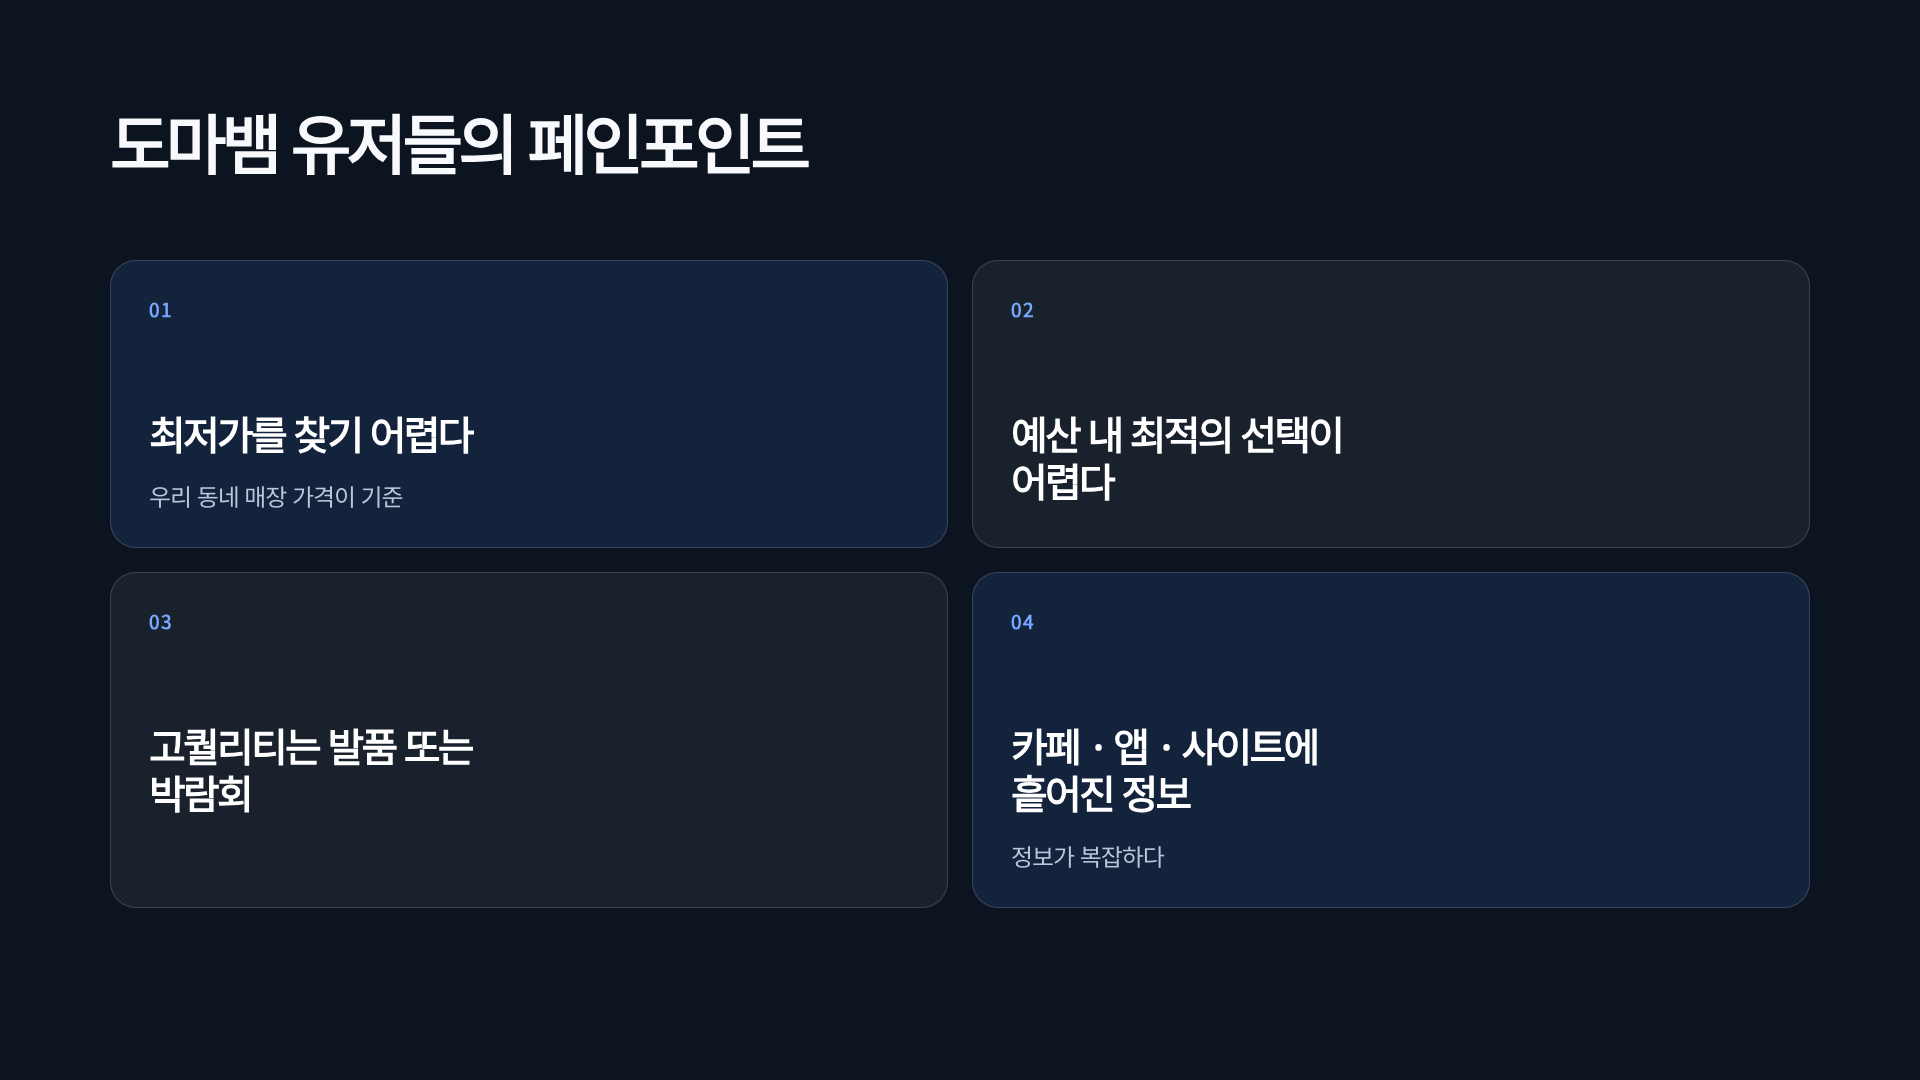 도마뱀 유저들의 페인포인트
01
최저가를 찾기 어렵다
우리 동네 매장 가격이 기준
02
예산 내 최적의 선택이
어렵다
03
고퀄리티는 발품 또는
박람회
04
카페 · 앱 · 사이트에
흩어진 정보
정보가 복잡하다